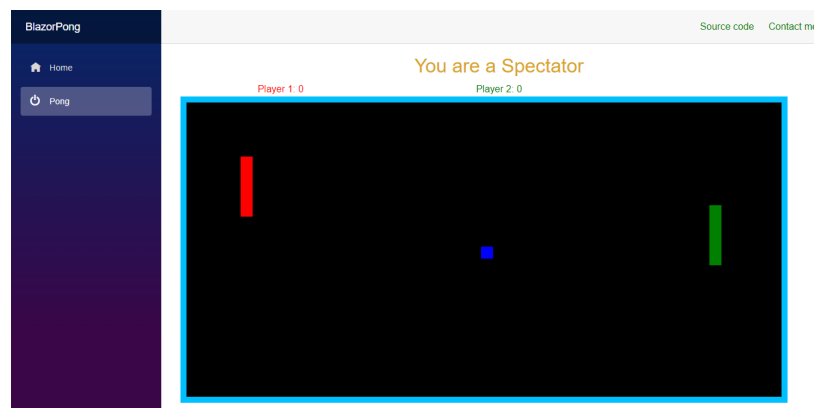 BlazorPong
Source code Contact me
Home
Pong
You are a Spectator
Player 1: 0 Player 2: 0